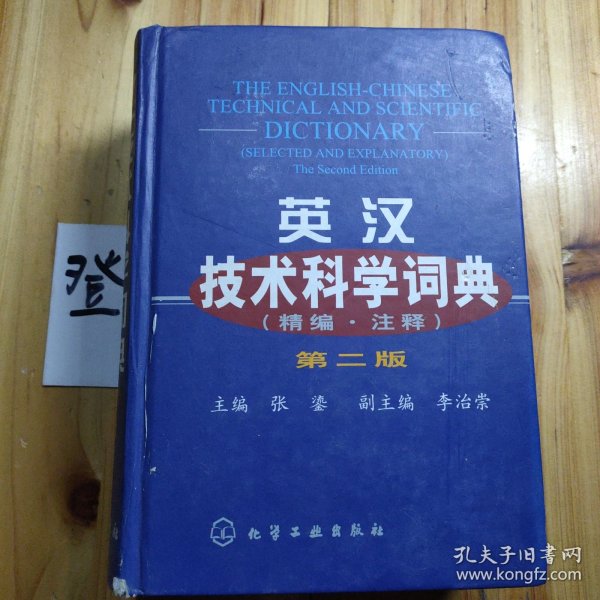 THE ENGLISH-CHINESE
TECHNICAL AND SCIENTIFIC
DICTIONARY
(SELECTED AND EXPLANATORY)
The Second Edition
英汉
技术科学词典
(精编·注释)
第二版
主编 张鎏 副主编 李治崇
化学工业出版社
登
孔夫子旧书网
www.kongfz.com